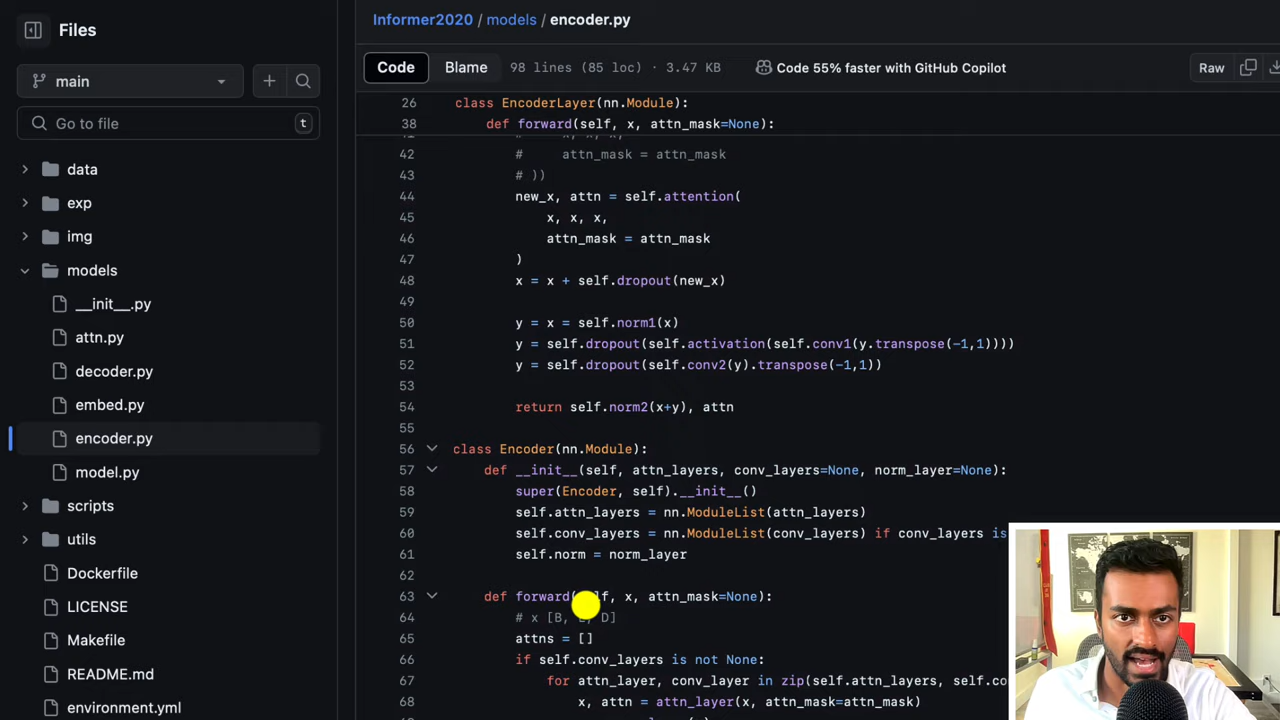 Files
main
Go to file
t
data
exp
img
models
__init__.py
attn.py
decoder.py
embed.py
encoder.py
model.py
scripts
utils
Dockerfile
LICENSE
Makefile
README.md
environment.yml
Informer2020 / models / encoder.py
Code Blame 98 lines (85 loc) · 3.47 KB Code 55% faster with GitHub Copilot Raw
26 class EncoderLayer(nn.Module):
38 def forward(self, x, attn_mask=None):
42 # attn_mask = attn_mask
43 # ))
44 new_x, attn = self.attention(
45 x, x, x,
46 attn_mask = attn_mask
47 )
48 x = x + self.dropout(new_x)
49
50 y = x = self.norm1(x)
51 y = self.dropout(self.activation(self.conv1(y.transpose(-1,1))))
52 y = self.dropout(self.conv2(y).transpose(-1,1))
53
54 return self.norm2(x+y), attn
55
56 class Encoder(nn.Module):
57 def __init__(self, attn_layers, conv_layers=None, norm_layer=None):
58 super(Encoder, self).__init__()
59 self.attn_layers = nn.ModuleList(attn_layers)
60 self.conv_layers = nn.ModuleList(conv_layers) if conv_layers is
61 self.norm = norm_layer
62
63 def forward(self, x, attn_mask=None):
64 # x [B, L, D]
65 attns = []
66 if self.conv_layers is not None:
67 for attn_layer, conv_layer in zip(self.attn_layers, self.co
68 x, attn = attn_layer(x, attn_mask=attn_mask)